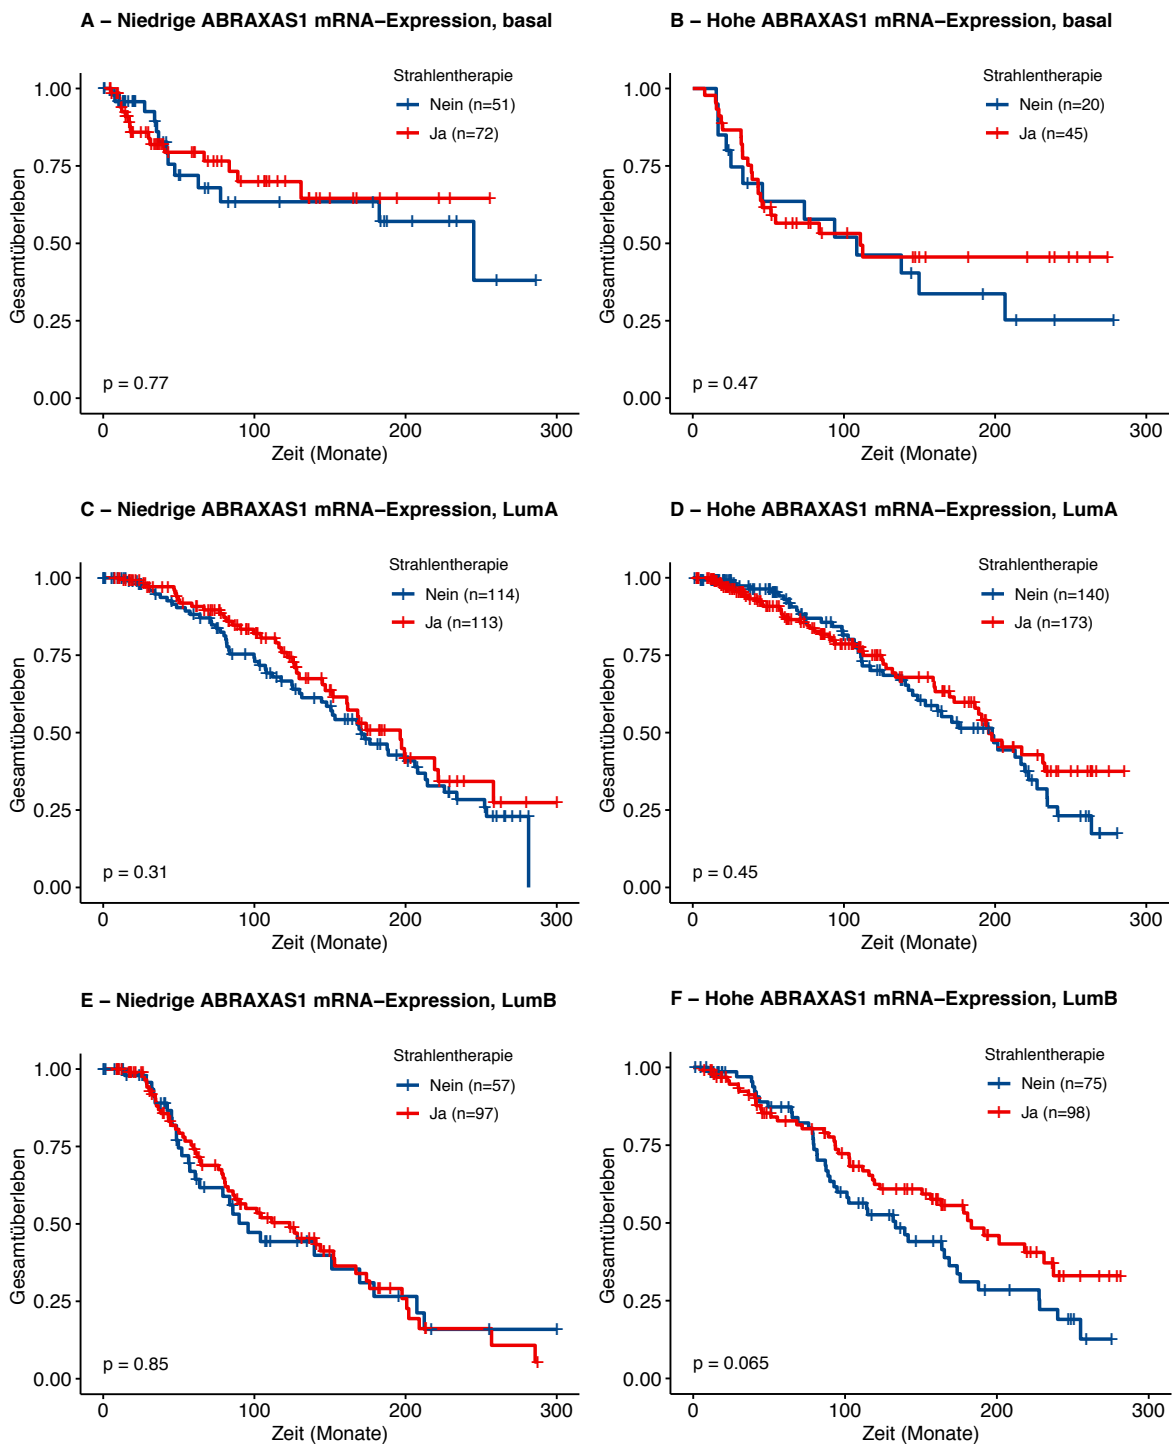 A – Niedrige ABRAXAS1 mRNA–Expression, basal
Strahlentherapie
Nein (n=51)
Ja (n=72)
Gesamtüberleben
1.00
0.75
0.50
0.25
0.00
p = 0.77
0 100 200 300
Zeit (Monate)
B – Hohe ABRAXAS1 mRNA–Expression, basal
Strahlentherapie
Nein (n=20)
Ja (n=45)
Gesamtüberleben
1.00
0.75
0.50
0.25
0.00
p = 0.47
0 100 200 300
Zeit (Monate)
C – Niedrige ABRAXAS1 mRNA–Expression, LumA
Strahlentherapie
Nein (n=114)
Ja (n=113)
Gesamtüberleben
1.00
0.75
0.50
0.25
0.00
p = 0.31
0 100 200 300
Zeit (Monate)
D – Hohe ABRAXAS1 mRNA–Expression, LumA
Strahlentherapie
Nein (n=140)
Ja (n=173)
Gesamtüberleben
1.00
0.75
0.50
0.25
0.00
p = 0.45
0 100 200 300
Zeit (Monate)
E – Niedrige ABRAXAS1 mRNA–Expression, LumB
Strahlentherapie
Nein (n=57)
Ja (n=97)
Gesamtüberleben
1.00
0.75
0.50
0.25
0.00
p = 0.85
0 100 200 300
Zeit (Monate)
F – Hohe ABRAXAS1 mRNA–Expression, LumB
Strahlentherapie
Nein (n=75)
Ja (n=98)
Gesamtüberleben
1.00
0.75
0.50
0.25
0.00
p = 0.065
0 100 200 300
Zeit (Monate)